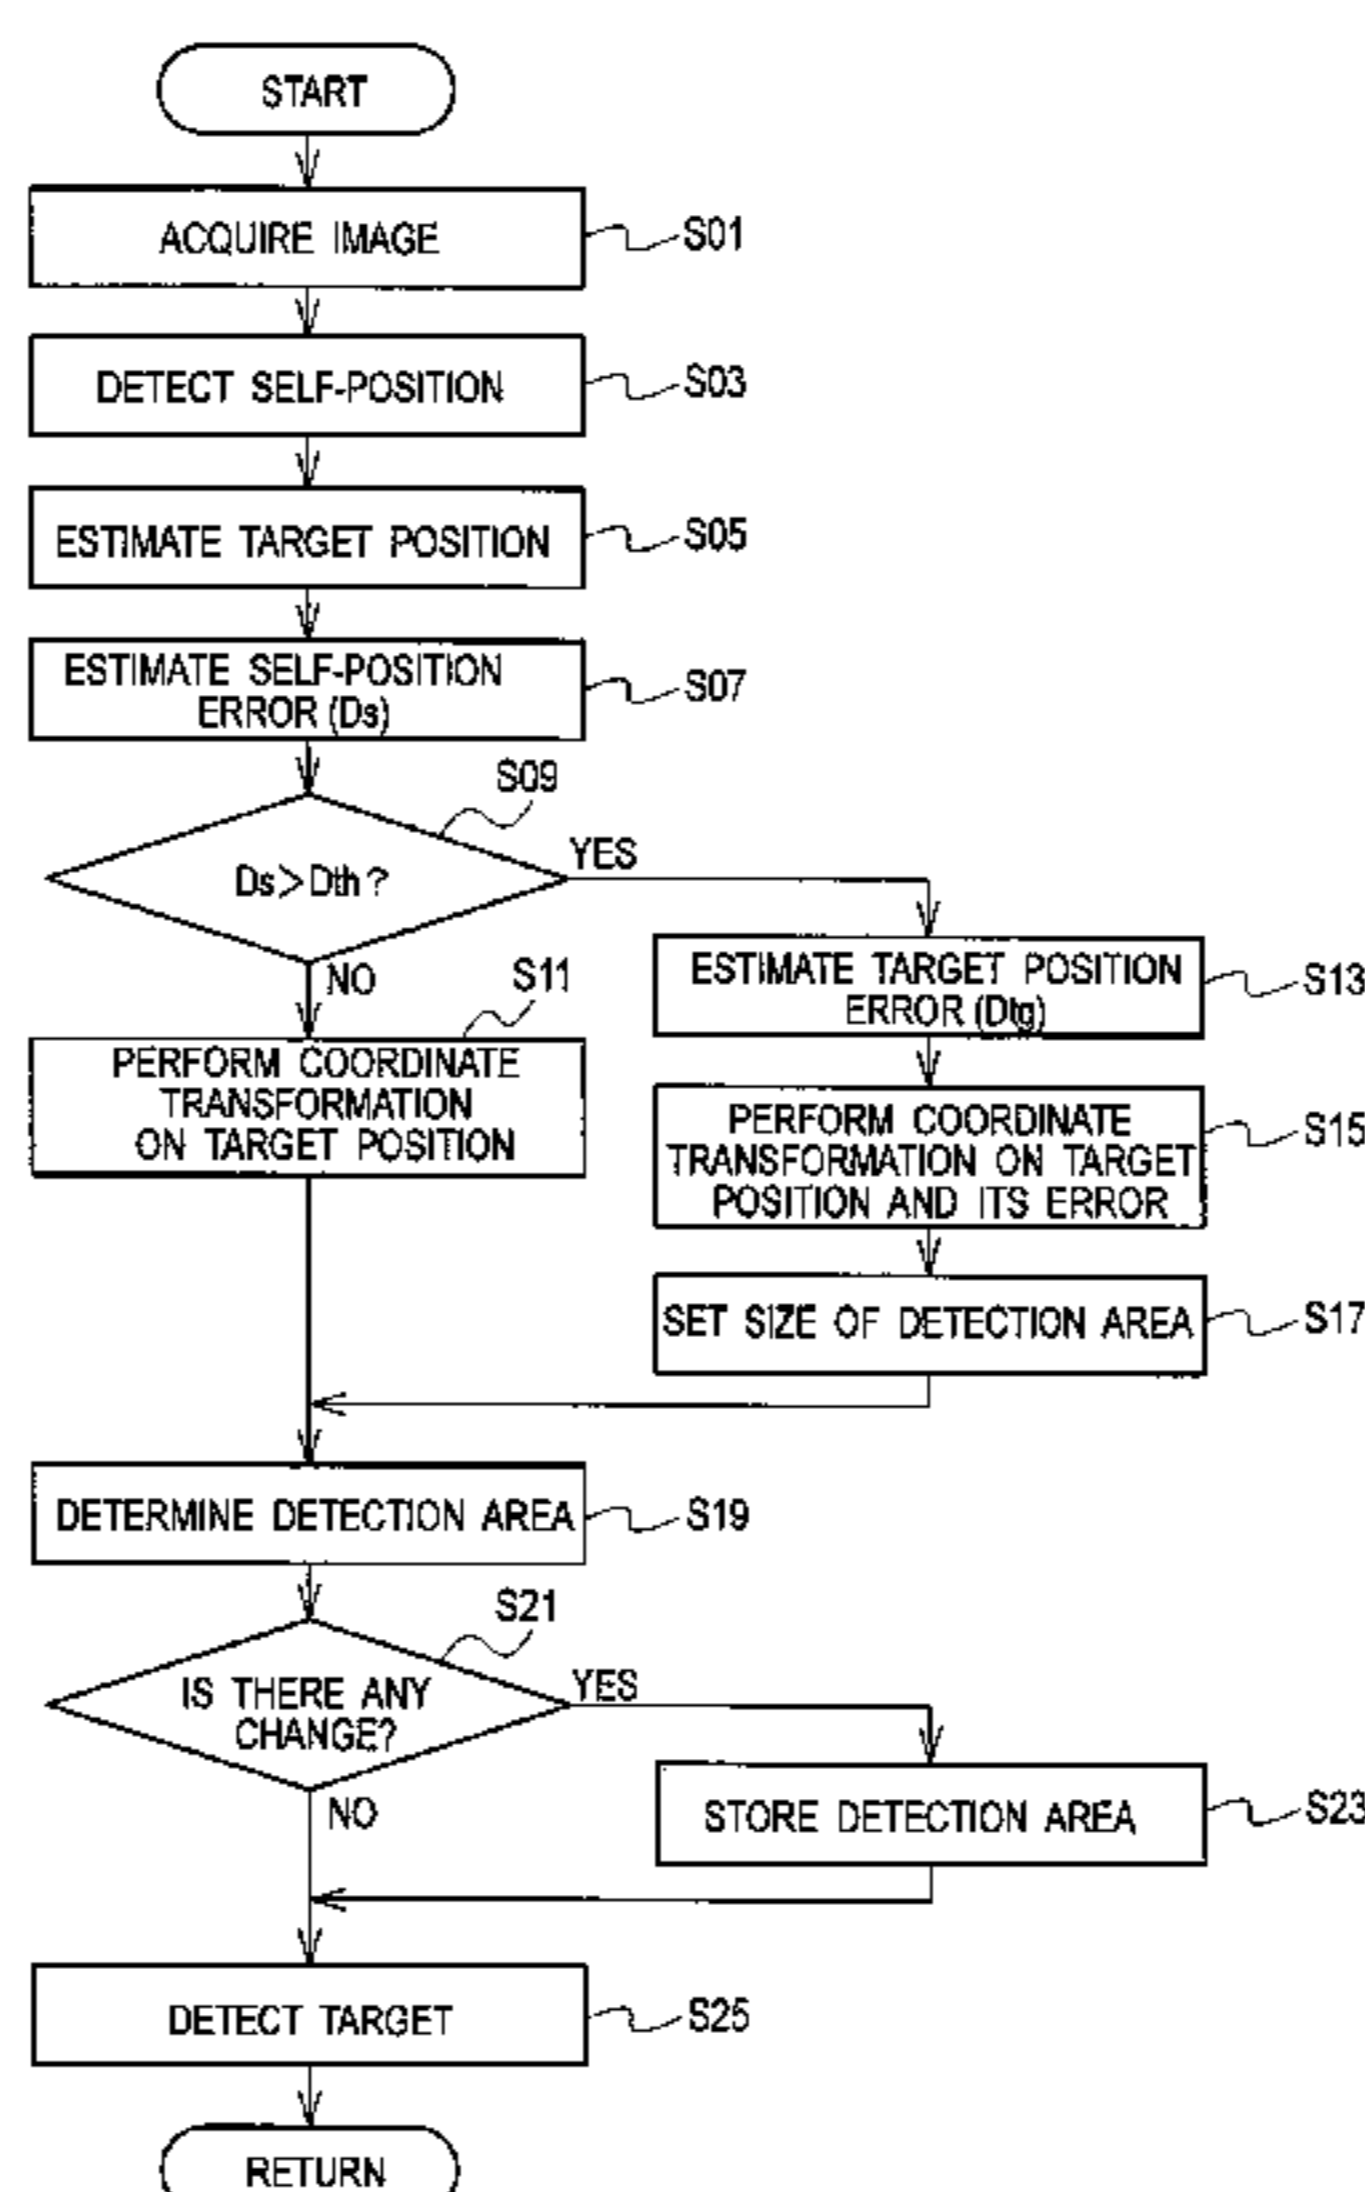 START
ACQUIRE IMAGE
S01
DETECT SELF-POSITION
S03
ESTIMATE TARGET POSITION
S05
ESTIMATE SELF-POSITION
ERROR (Ds)
S07
S09
Ds>Dth?
YES
NO
S11
PERFORM COORDINATE
TRANSFORMATION
ON TARGET POSITION
ESTIMATE TARGET POSITION
ERROR (Dtg)
S13
PERFORM COORDINATE
TRANSFORMATION ON TARGET
POSITION AND ITS ERROR
S15
SET SIZE OF DETECTION AREA
S17
DETERMINE DETECTION AREA
S19
S21
IS THERE ANY
CHANGE?
YES
NO
STORE DETECTION AREA
S23
DETECT TARGET
S25
RETURN